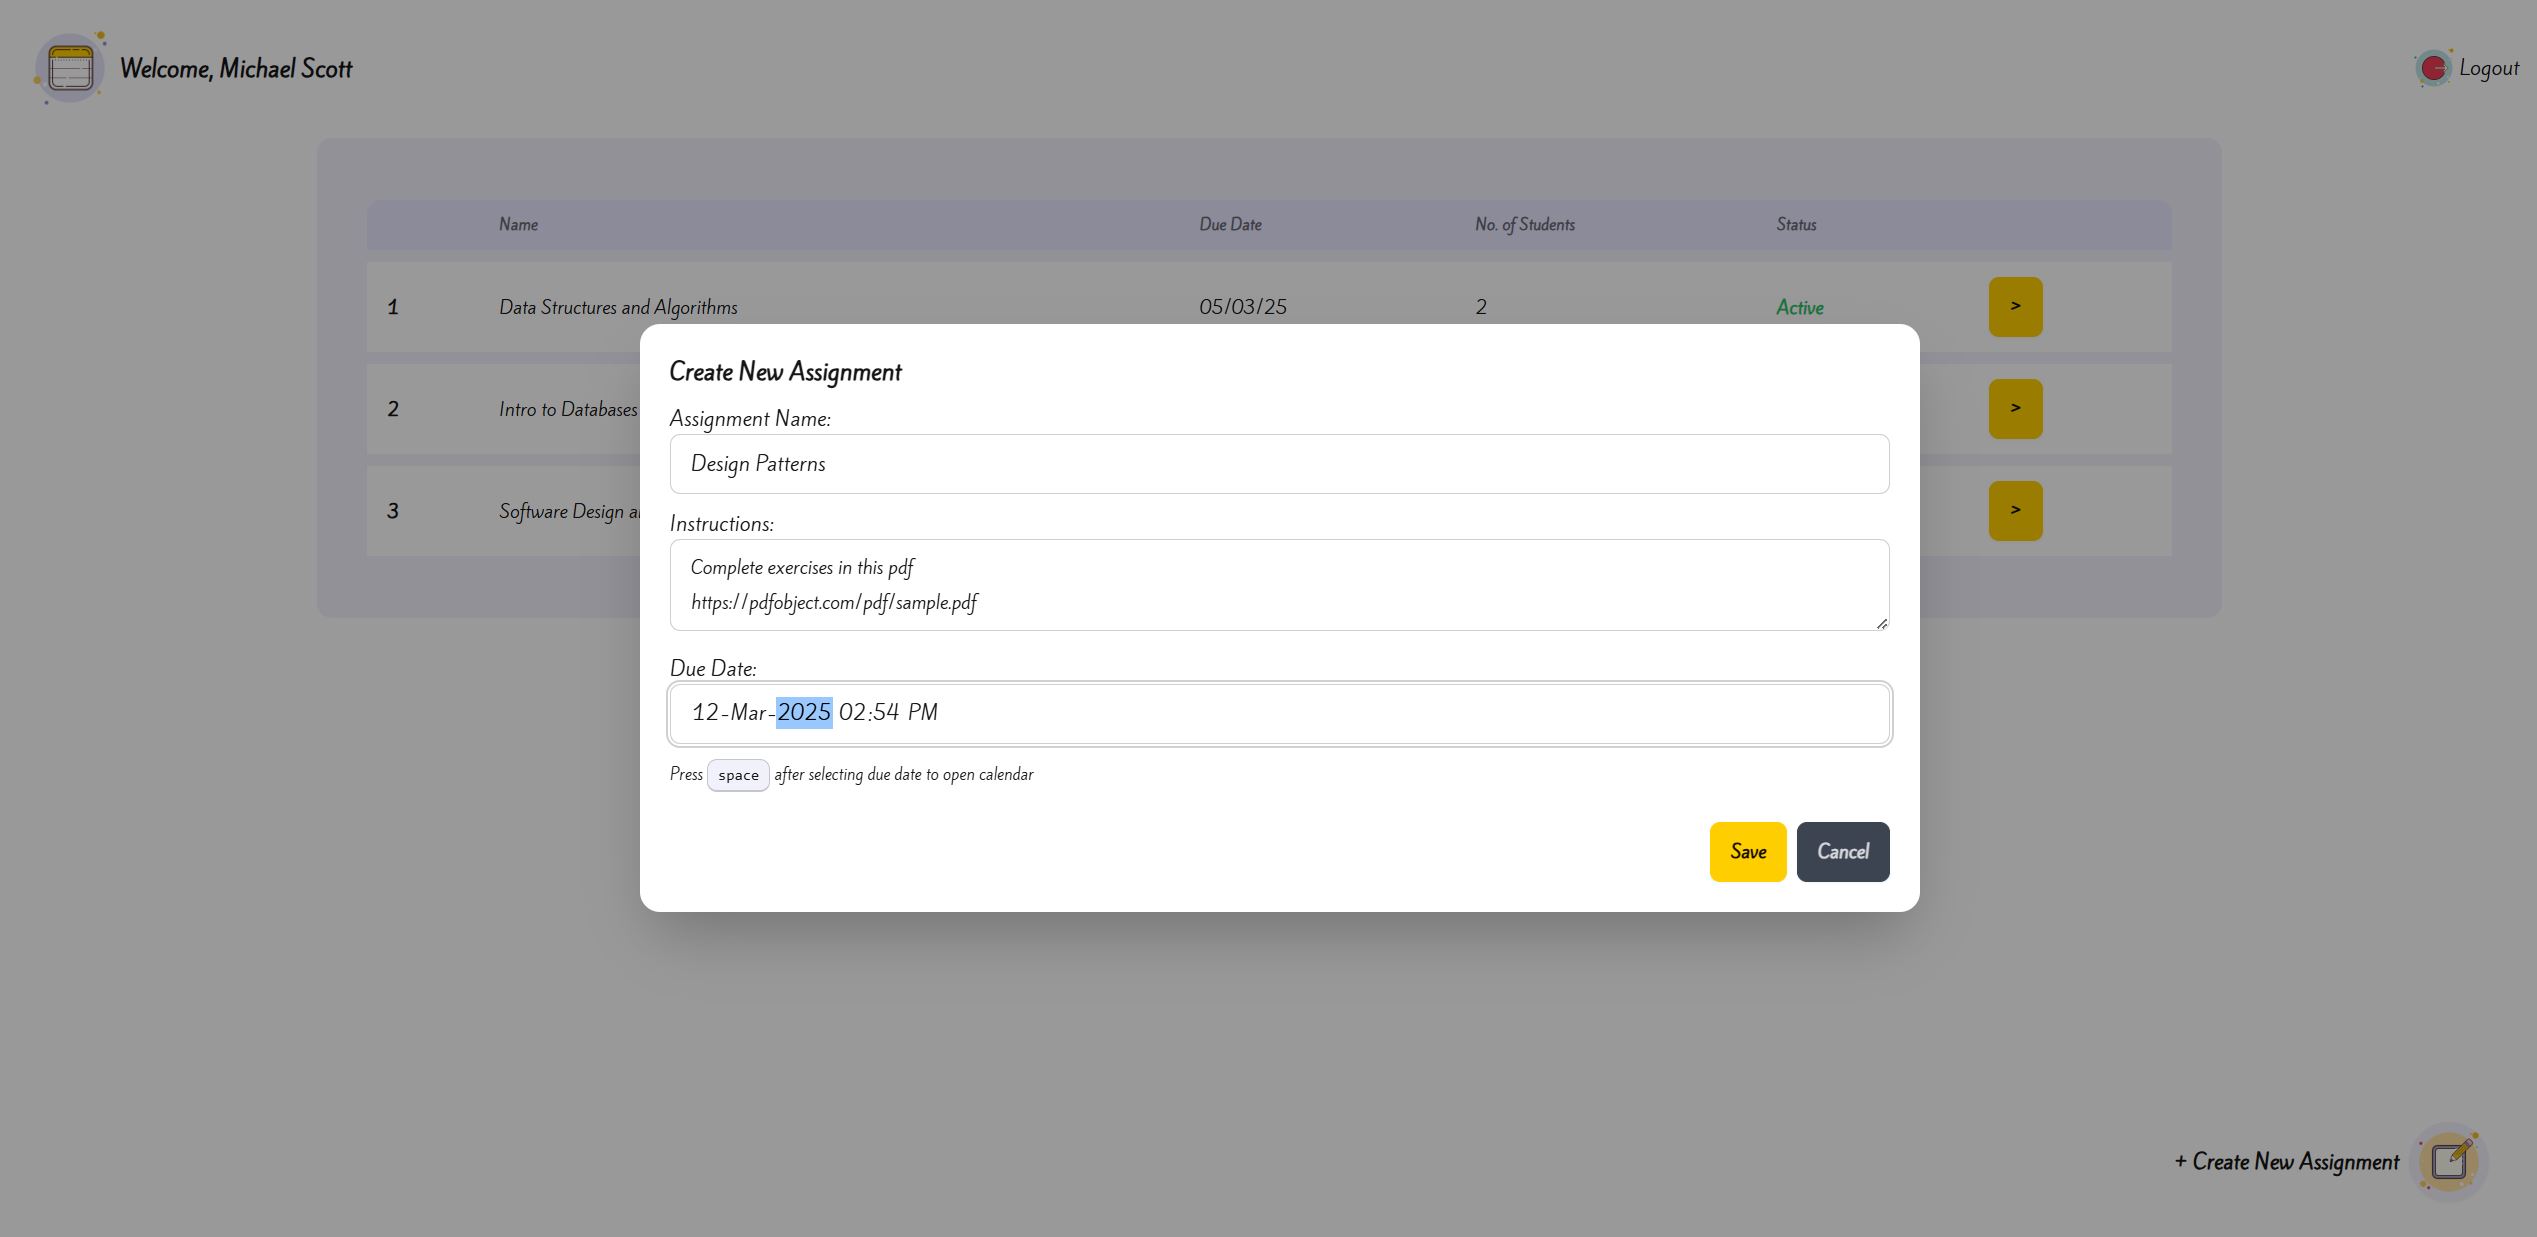 Welcome, Michael Scott
Logout
Name Due Date No. of Students Status
1 Data Structures and Algorithms 05/03/25 2 Active >
2 Intro to Databases >
3 Software Design >
Create New Assignment
Assignment Name:
Design Patterns
Instructions:
Complete exercises in this pdf
https://pdfobject.com/pdf/sample.pdf
Due Date:
12-Mar-2025 02:54 PM
Press space after selecting due date to open calendar
Save Cancel
+ Create New Assignment